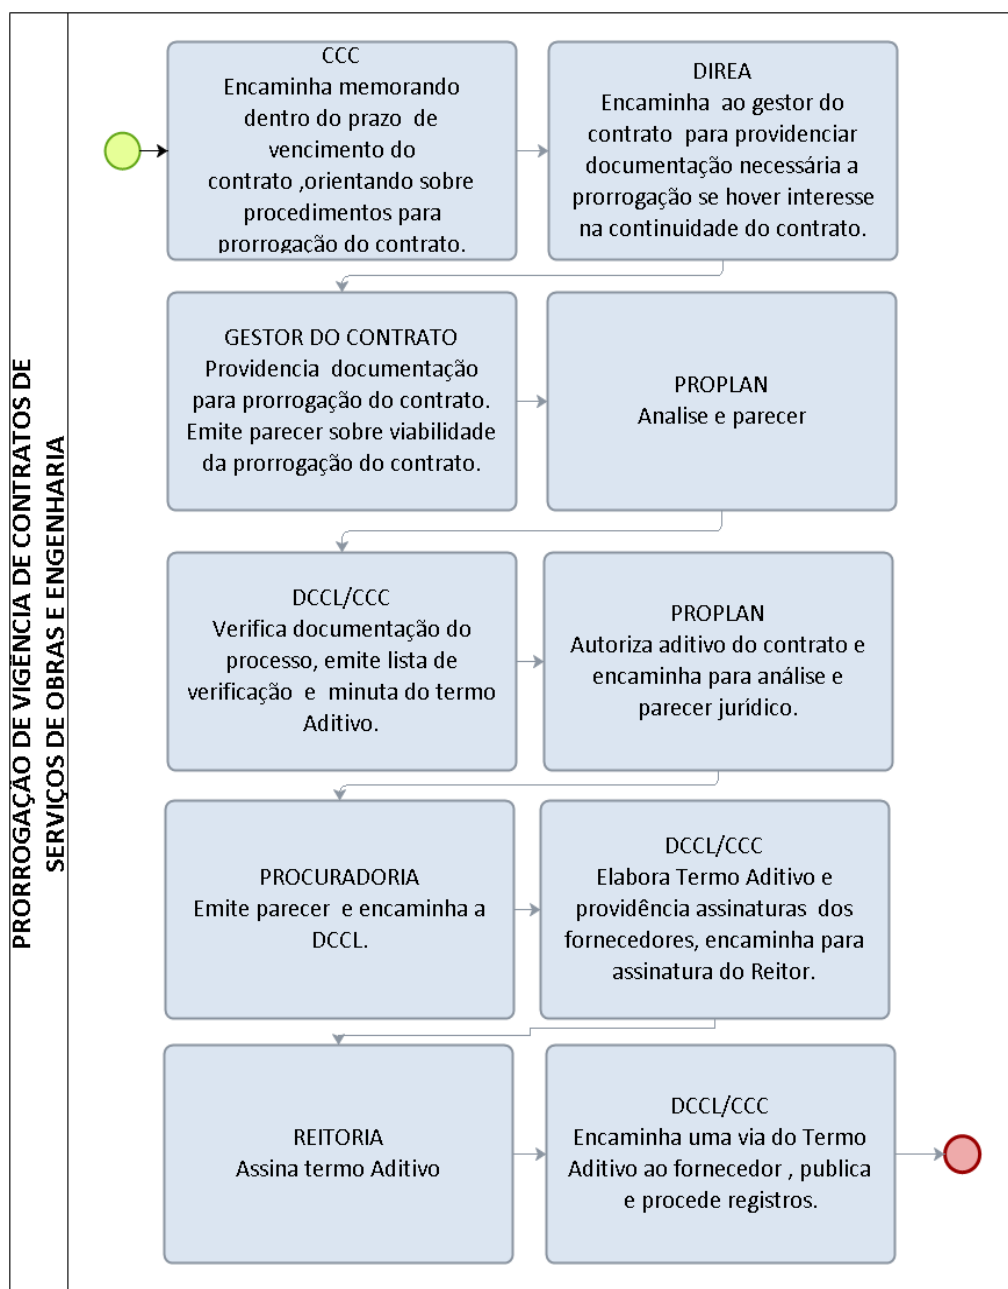 PRORROGAÇÃO DE VIGÊNCIA DE CONTRATOS DE
SERVIÇOS DE OBRAS E ENGENHARIA
CCC
Encaminha memorando
dentro do prazo de
vencimento do
contrato ,orientando sobre
procedimentos para
prorrogação do contrato.
DIREA
Encaminha ao gestor do
contrato para providenciar
documentação necessária a
prorrogação se hover interesse
na continuidade do contrato.
GESTOR DO CONTRATO
Providencia documentação
para prorrogação do contrato.
Emite parecer sobre viabilidade
da prorrogação do contrato.
PROPLAN
Analise e parecer
DCCL/CCC
Verifica documentação do
processo, emite lista de
verificação e minuta do termo
Aditivo.
PROPLAN
Autoriza aditivo do contrato e
encaminha para análise e
parecer jurídico.
PROCURADORIA
Emite parecer e encaminha a
DCCL.
DCCL/CCC
Elabora Termo Aditivo e
providência assinaturas dos
fornecedores, encaminha para
assinatura do Reitor.
REITORIA
Assina termo Aditivo
DCCL/CCC
Encaminha uma via do Termo
Aditivo ao fornecedor , publica
e procede registros.